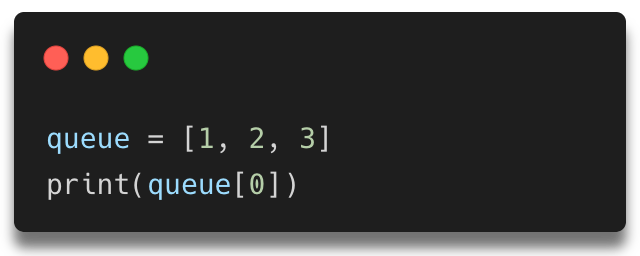 queue = [1, 2, 3]
print(queue[0])